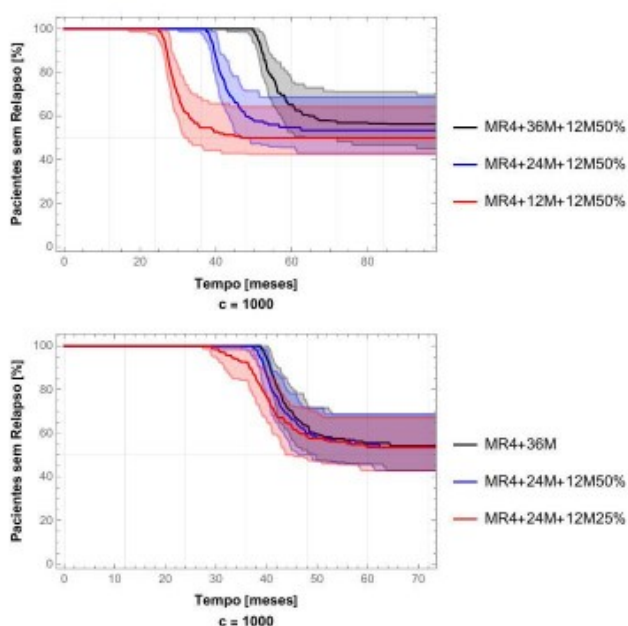 Pacientes sem Relapso [%]
100
80
60
40
20
0
0
20
40
60
80
Tempo [meses]
c = 1000
MR4+36M+12M50%
MR4+24M+12M50%
MR4+12M+12M50%
Pacientes sem Relapso [%]
100
80
60
40
20
0
0
10
20
30
40
50
60
70
Tempo [meses]
c = 1000
MR4+36M
MR4+24M+12M50%
MR4+24M+12M25%